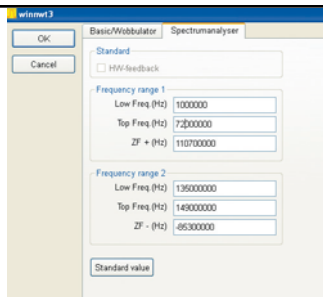 winmwt3
OK
Cancel
Basic/Wobbulator Spectrumanalyser
Standard
HW-feedback
Frequency range 1
Low Freq.(Hz) 1000000
Top Freq.(Hz) 72000000
ZF + (Hz) 110700000
Frequency range 2
Low Freq.(Hz) 135000000
Top Freq.(Hz) 149000000
ZF - (Hz) -85300000
Standard value